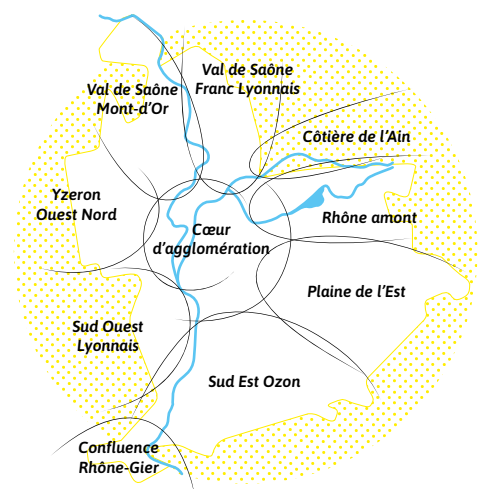 Val de Saône
Franc Lyonnais
Val de Saône
Mont-d'Or
Côtière de l'Ain
Yzeron
Ouest Nord
Rhône amont
Cœur
d'agglomération
Plaine de l'Est
Sud Ouest
Lyonnais
Sud Est Ozon
Confluence
Rhône-Gier